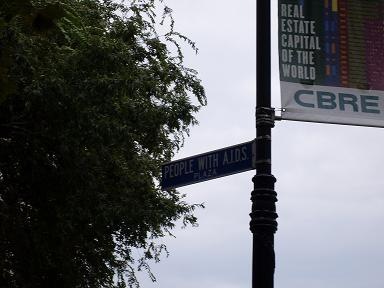 REAL
ESTATE
CAPITAL
OF THE
WORLD
CBRE
PEOPLE WITH A.I.D.S.
PLAZA